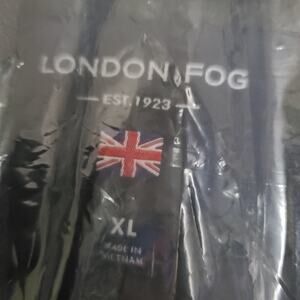 LONDON FOG
EST. 1923
XL
MADE IN
VIETNAM